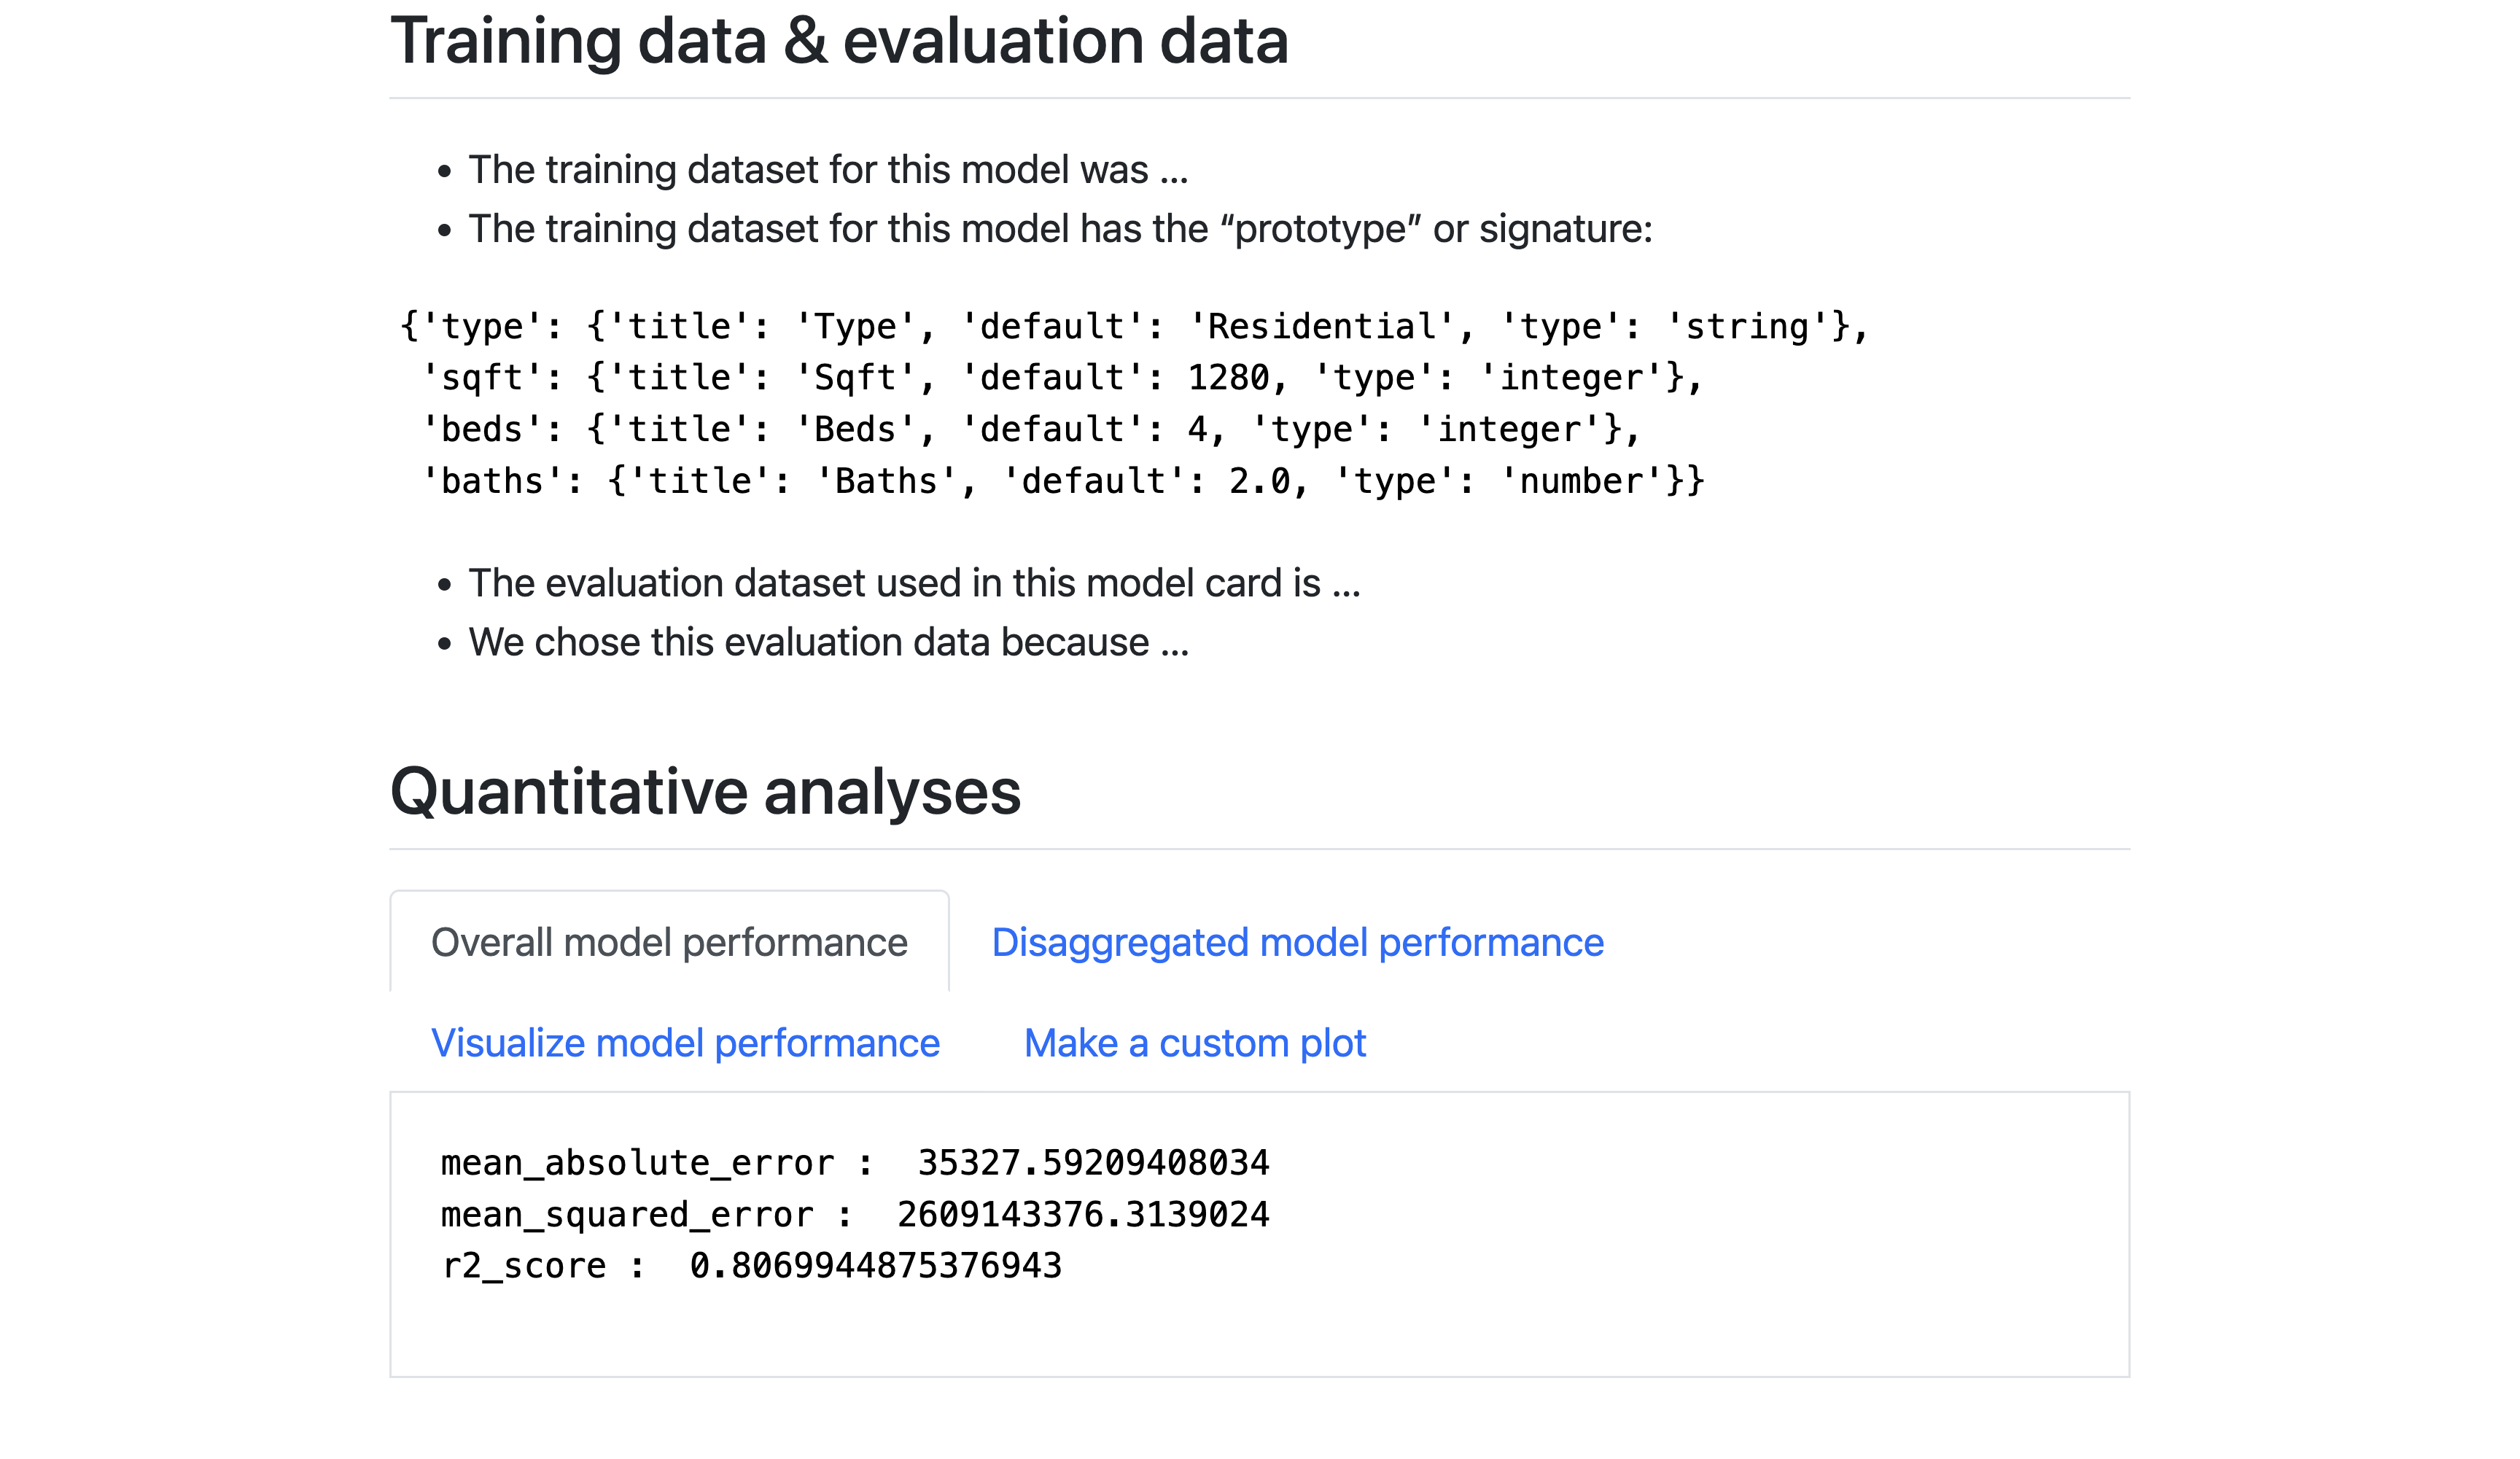 Training data & evaluation data
• The training dataset for this model was ...
• The training dataset for this model has the “prototype” or signature:
{'type': {'title': 'Type', 'default': 'Residential', 'type': 'string'},
 'sqft': {'title': 'Sqft', 'default': 1280, 'type': 'integer'},
 'beds': {'title': 'Beds', 'default': 4, 'type': 'integer'},
 'baths': {'title': 'Baths', 'default': 2.0, 'type': 'number'}}
• The evaluation dataset used in this model card is ...
• We chose this evaluation data because ...
Quantitative analyses
Overall model performance Disaggregated model performance
Visualize model performance Make a custom plot
mean_absolute_error :  35327.59209408034
mean_squared_error :  2609143376.3139024
r2_score :  0.8069944875376943